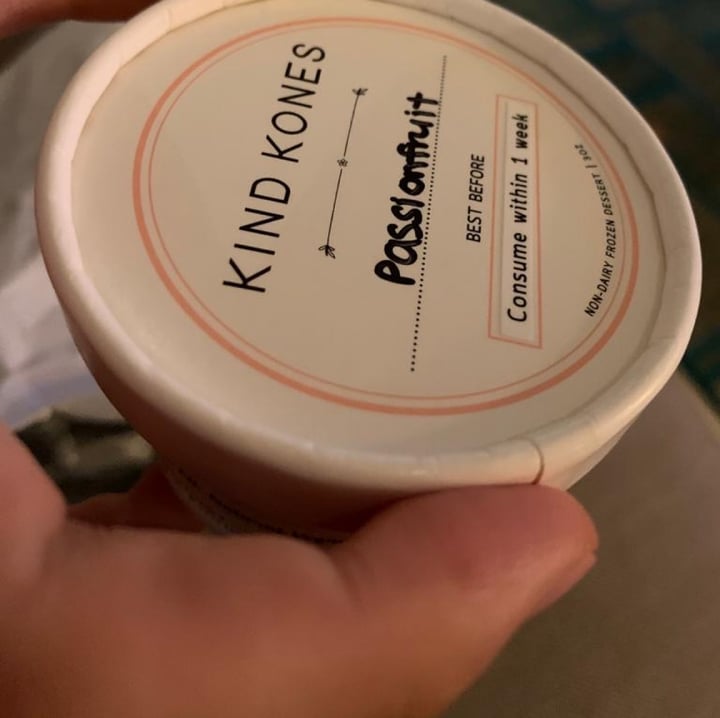 KIND KONES
Passionfruit
BEST BEFORE
Consume within 1 week
NON-DAIRY FROZEN DESSERT | 3OZ